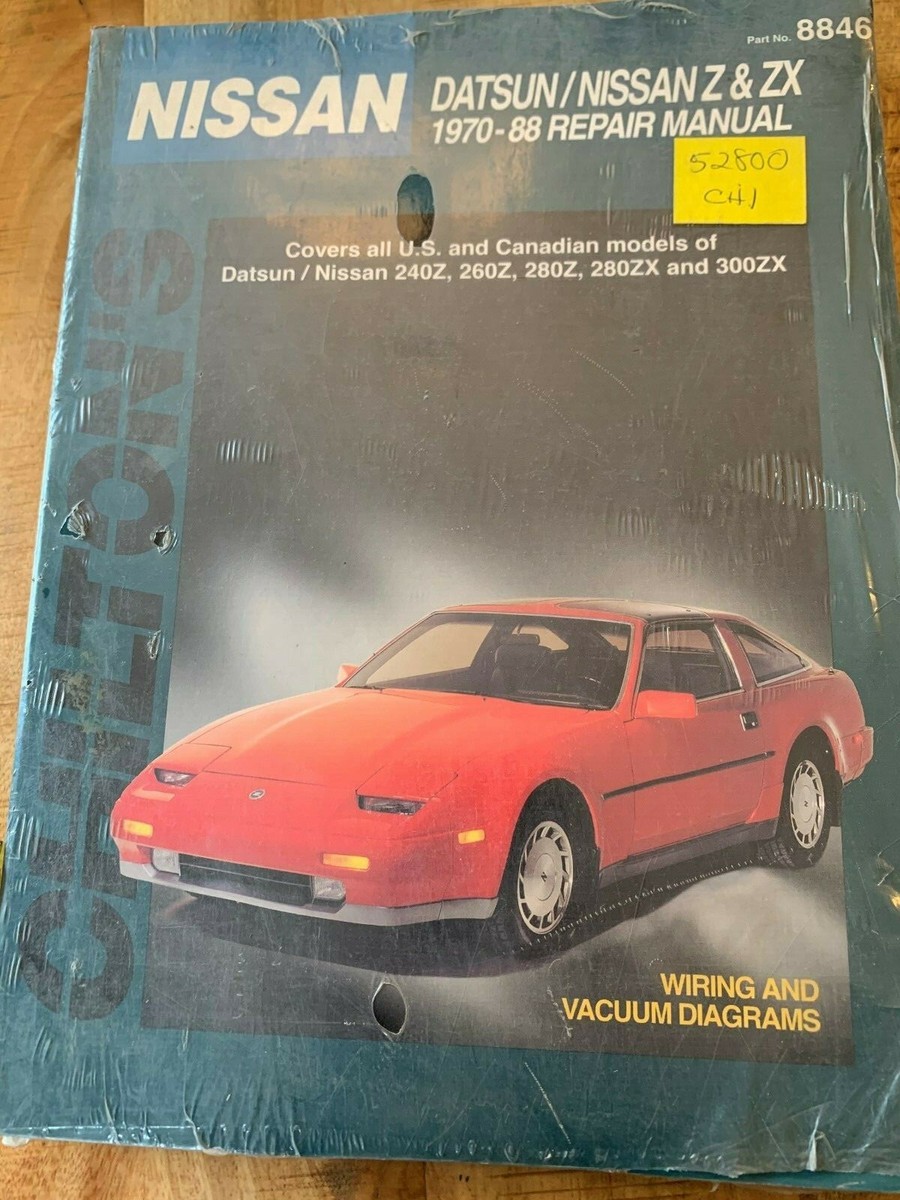 Part No. 8846
NISSAN
DATSUN / NISSAN Z & ZX
1970-88 REPAIR MANUAL
52800
CH1
Covers all U.S. and Canadian models of
Datsun / Nissan 240Z, 260Z, 280Z, 280ZX and 300ZX
CHILTON'S
WIRING AND
VACUUM DIAGRAMS